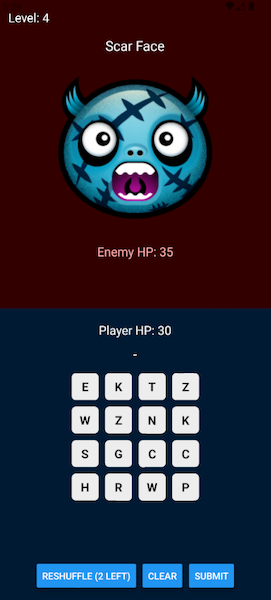 Level: 4
Scar Face
Enemy HP: 35
Player HP: 30
-
E K T Z
W Z N K
S G C C
H R W P
RESHUFFLE (2 LEFT) CLEAR SUBMIT